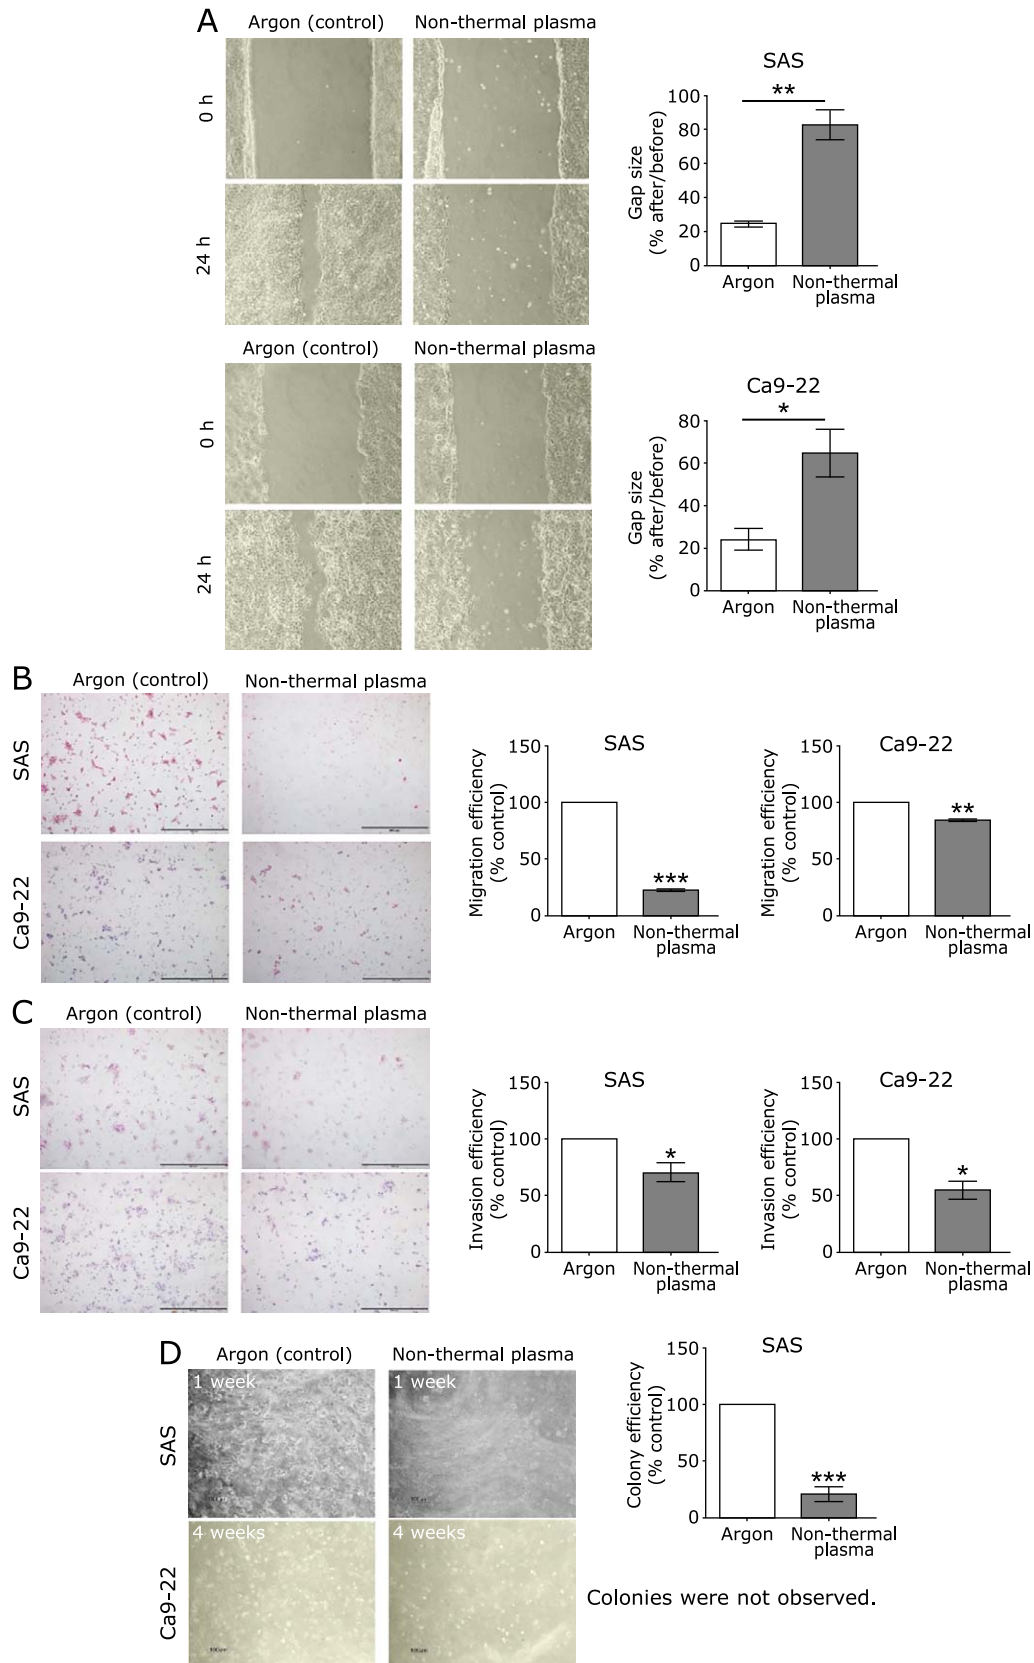 A
Argon (control)
Non-thermal plasma
0 h
24 h
SAS
**
100
80
60
40
20
0
Gap size
(% after/before)
Argon
Non-thermal
plasma
Argon (control)
Non-thermal plasma
0 h
24 h
Ca9-22
*
80
60
40
20
0
Gap size
(% after/before)
Argon
Non-thermal
plasma
B
Argon (control)
Non-thermal plasma
SAS
Ca9-22
SAS
150
100
50
0
Migration efficiency
(% control)
***
Argon
Non-thermal
plasma
Ca9-22
150
100
50
0
Migration efficiency
(% control)
**
Argon
Non-thermal
plasma
C
Argon (control)
Non-thermal plasma
SAS
Ca9-22
SAS
150
100
50
0
Invasion efficiency
(% control)
*
Argon
Non-thermal
plasma
Ca9-22
150
100
50
0
Invasion efficiency
(% control)
*
Argon
Non-thermal
plasma
D
Argon (control)
Non-thermal plasma
SAS
1 week
1 week
Ca9-22
4 weeks
4 weeks
SAS
150
100
50
0
Colony efficiency
(% control)
***
Argon
Non-thermal
plasma
Colonies were not observed.